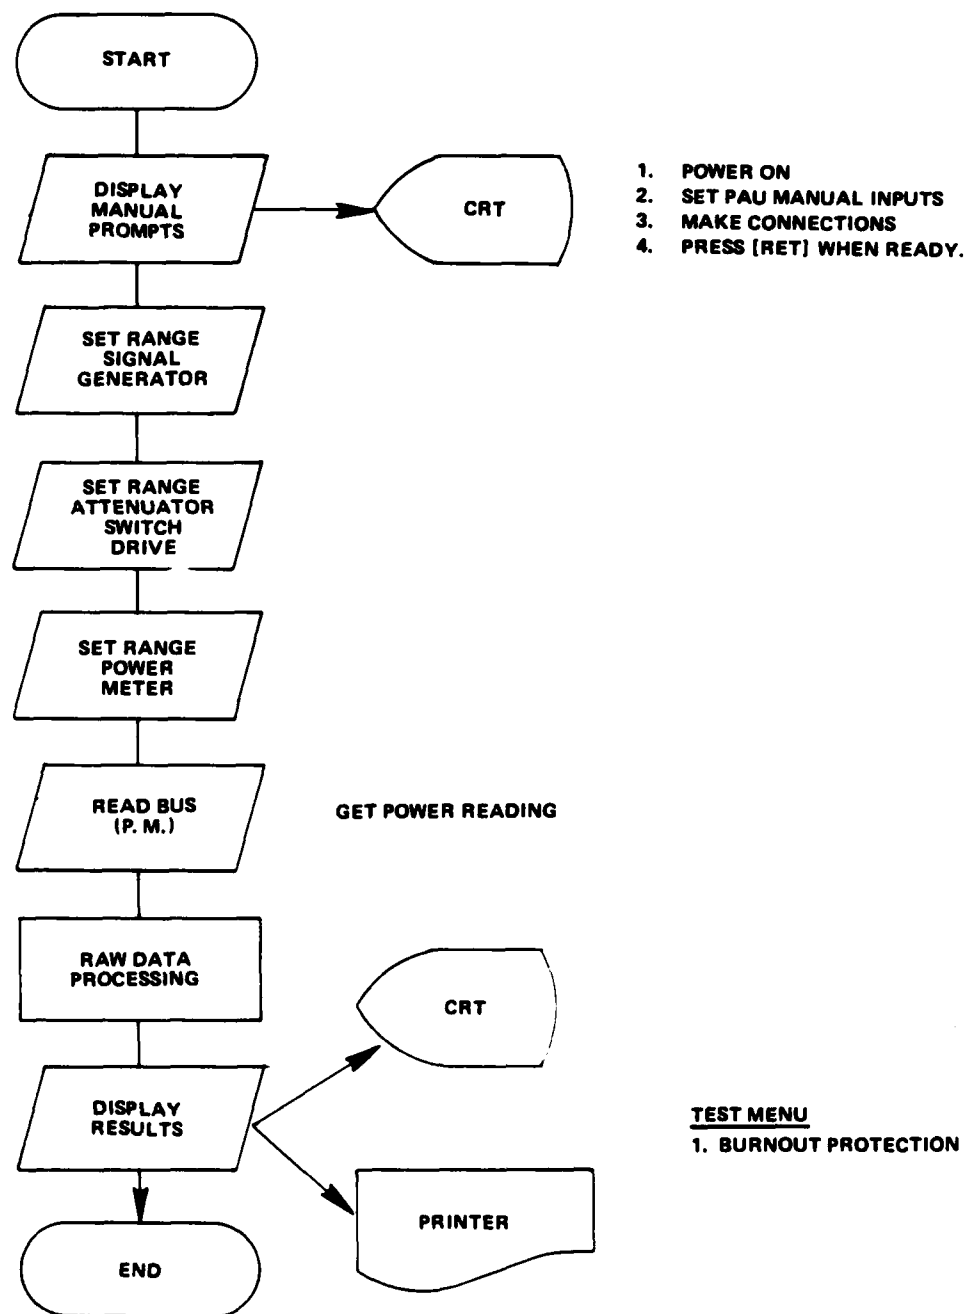 START
DISPLAY
MANUAL
PROMPTS
CRT
1. POWER ON
2. SET PAU MANUAL INPUTS
3. MAKE CONNECTIONS
4. PRESS [RET] WHEN READY.
SET RANGE
SIGNAL
GENERATOR
SET RANGE
ATTENUATOR
SWITCH
DRIVE
SET RANGE
POWER
METER
READ BUS
(P. M.)
GET POWER READING
RAW DATA
PROCESSING
CRT
DISPLAY
RESULTS
TEST MENU
1. BURNOUT PROTECTION
PRINTER
END